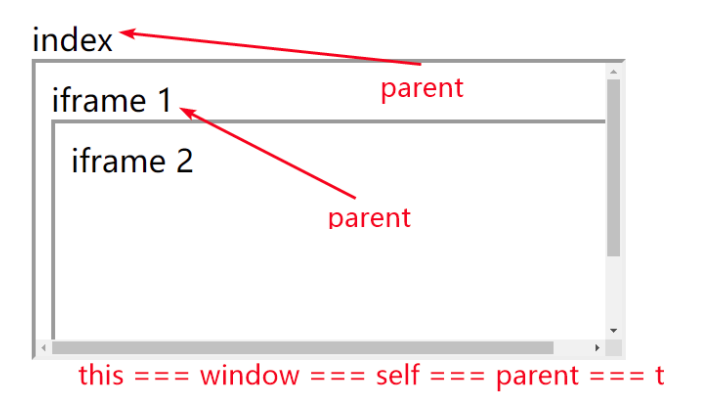 index
parent
iframe 1
iframe 2
parent
this === window === self === parent === t